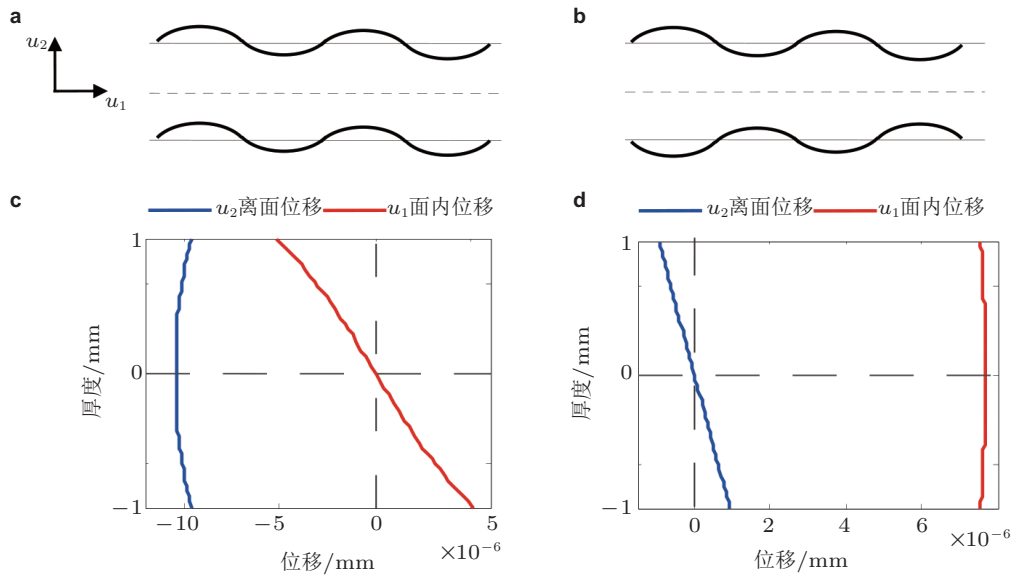 a
b
u₂
u₁
c
d
u₂离面位移 u₁面内位移
u₂离面位移 u₁面内位移
1
0
−1
厚度/mm
−10 −5 0 5
×10⁻⁶
位移/mm
1
0
−1
厚度/mm
0 2 4 6
×10⁻⁶
位移/mm